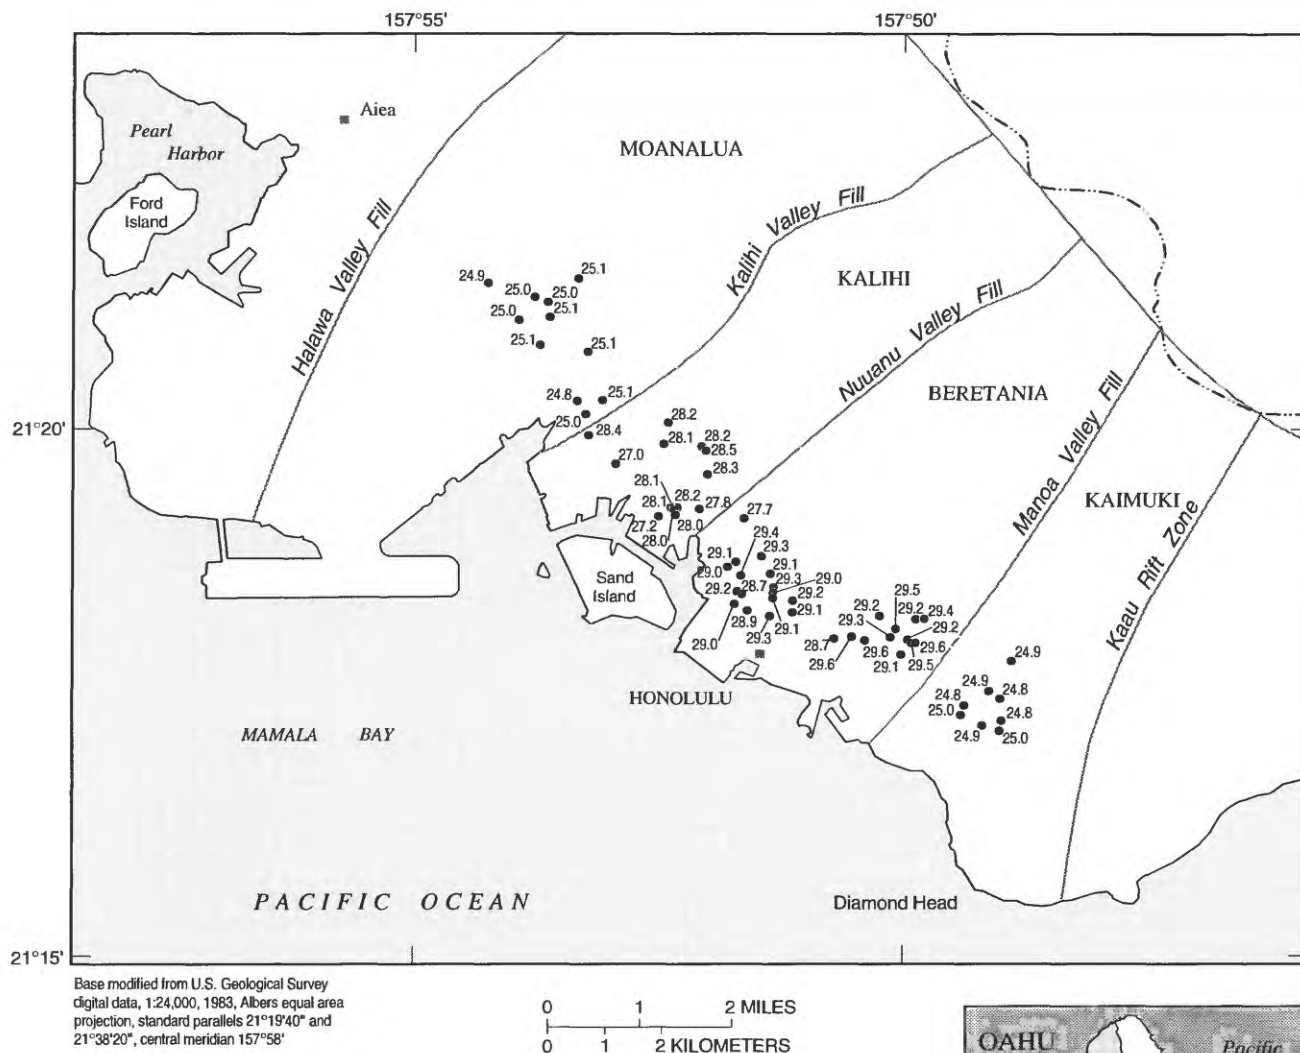 157°55'
157°50'
Aiea
Pearl
Harbor
Ford
Island
MOANALUA
Halawa Valley Fill
Kalihi Valley Fill
KALIHI
Nuuanu Valley Fill
BERETANIA
Manoa Valley Fill
KAIMUKI
Kaau Rift Zone
24.9
25.1
25.0
25.0
25.0
25.1
25.1
25.1
24.8
25.1
25.0
28.4
21°20'
28.2
28.1
28.2
28.5
27.0
28.3
28.1
28.1
28.2
27.8
27.2
28.0
28.0
27.7
29.4
29.1
29.3
29.0
29.1
29.3
29.0
29.2
28.7
29.2
29.1
28.9
29.1
29.0
29.3
29.5
29.2
29.2
29.4
29.3
29.2
28.7
29.6
29.6
29.6
29.1
29.5
24.9
24.9
24.8
24.8
25.0
24.8
24.9
25.0
Sand
Island
HONOLULU
MAMALA BAY
PACIFIC OCEAN
Diamond Head
21°15'
Base modified from U.S. Geological Survey
digital data, 1:24,000, 1983, Albers equal area
projection, standard parallels 21°19'40" and
21°38'20", central meridian 157°58'
0 1 2 MILES
0 1 2 KILOMETERS
OAHU
Pacific